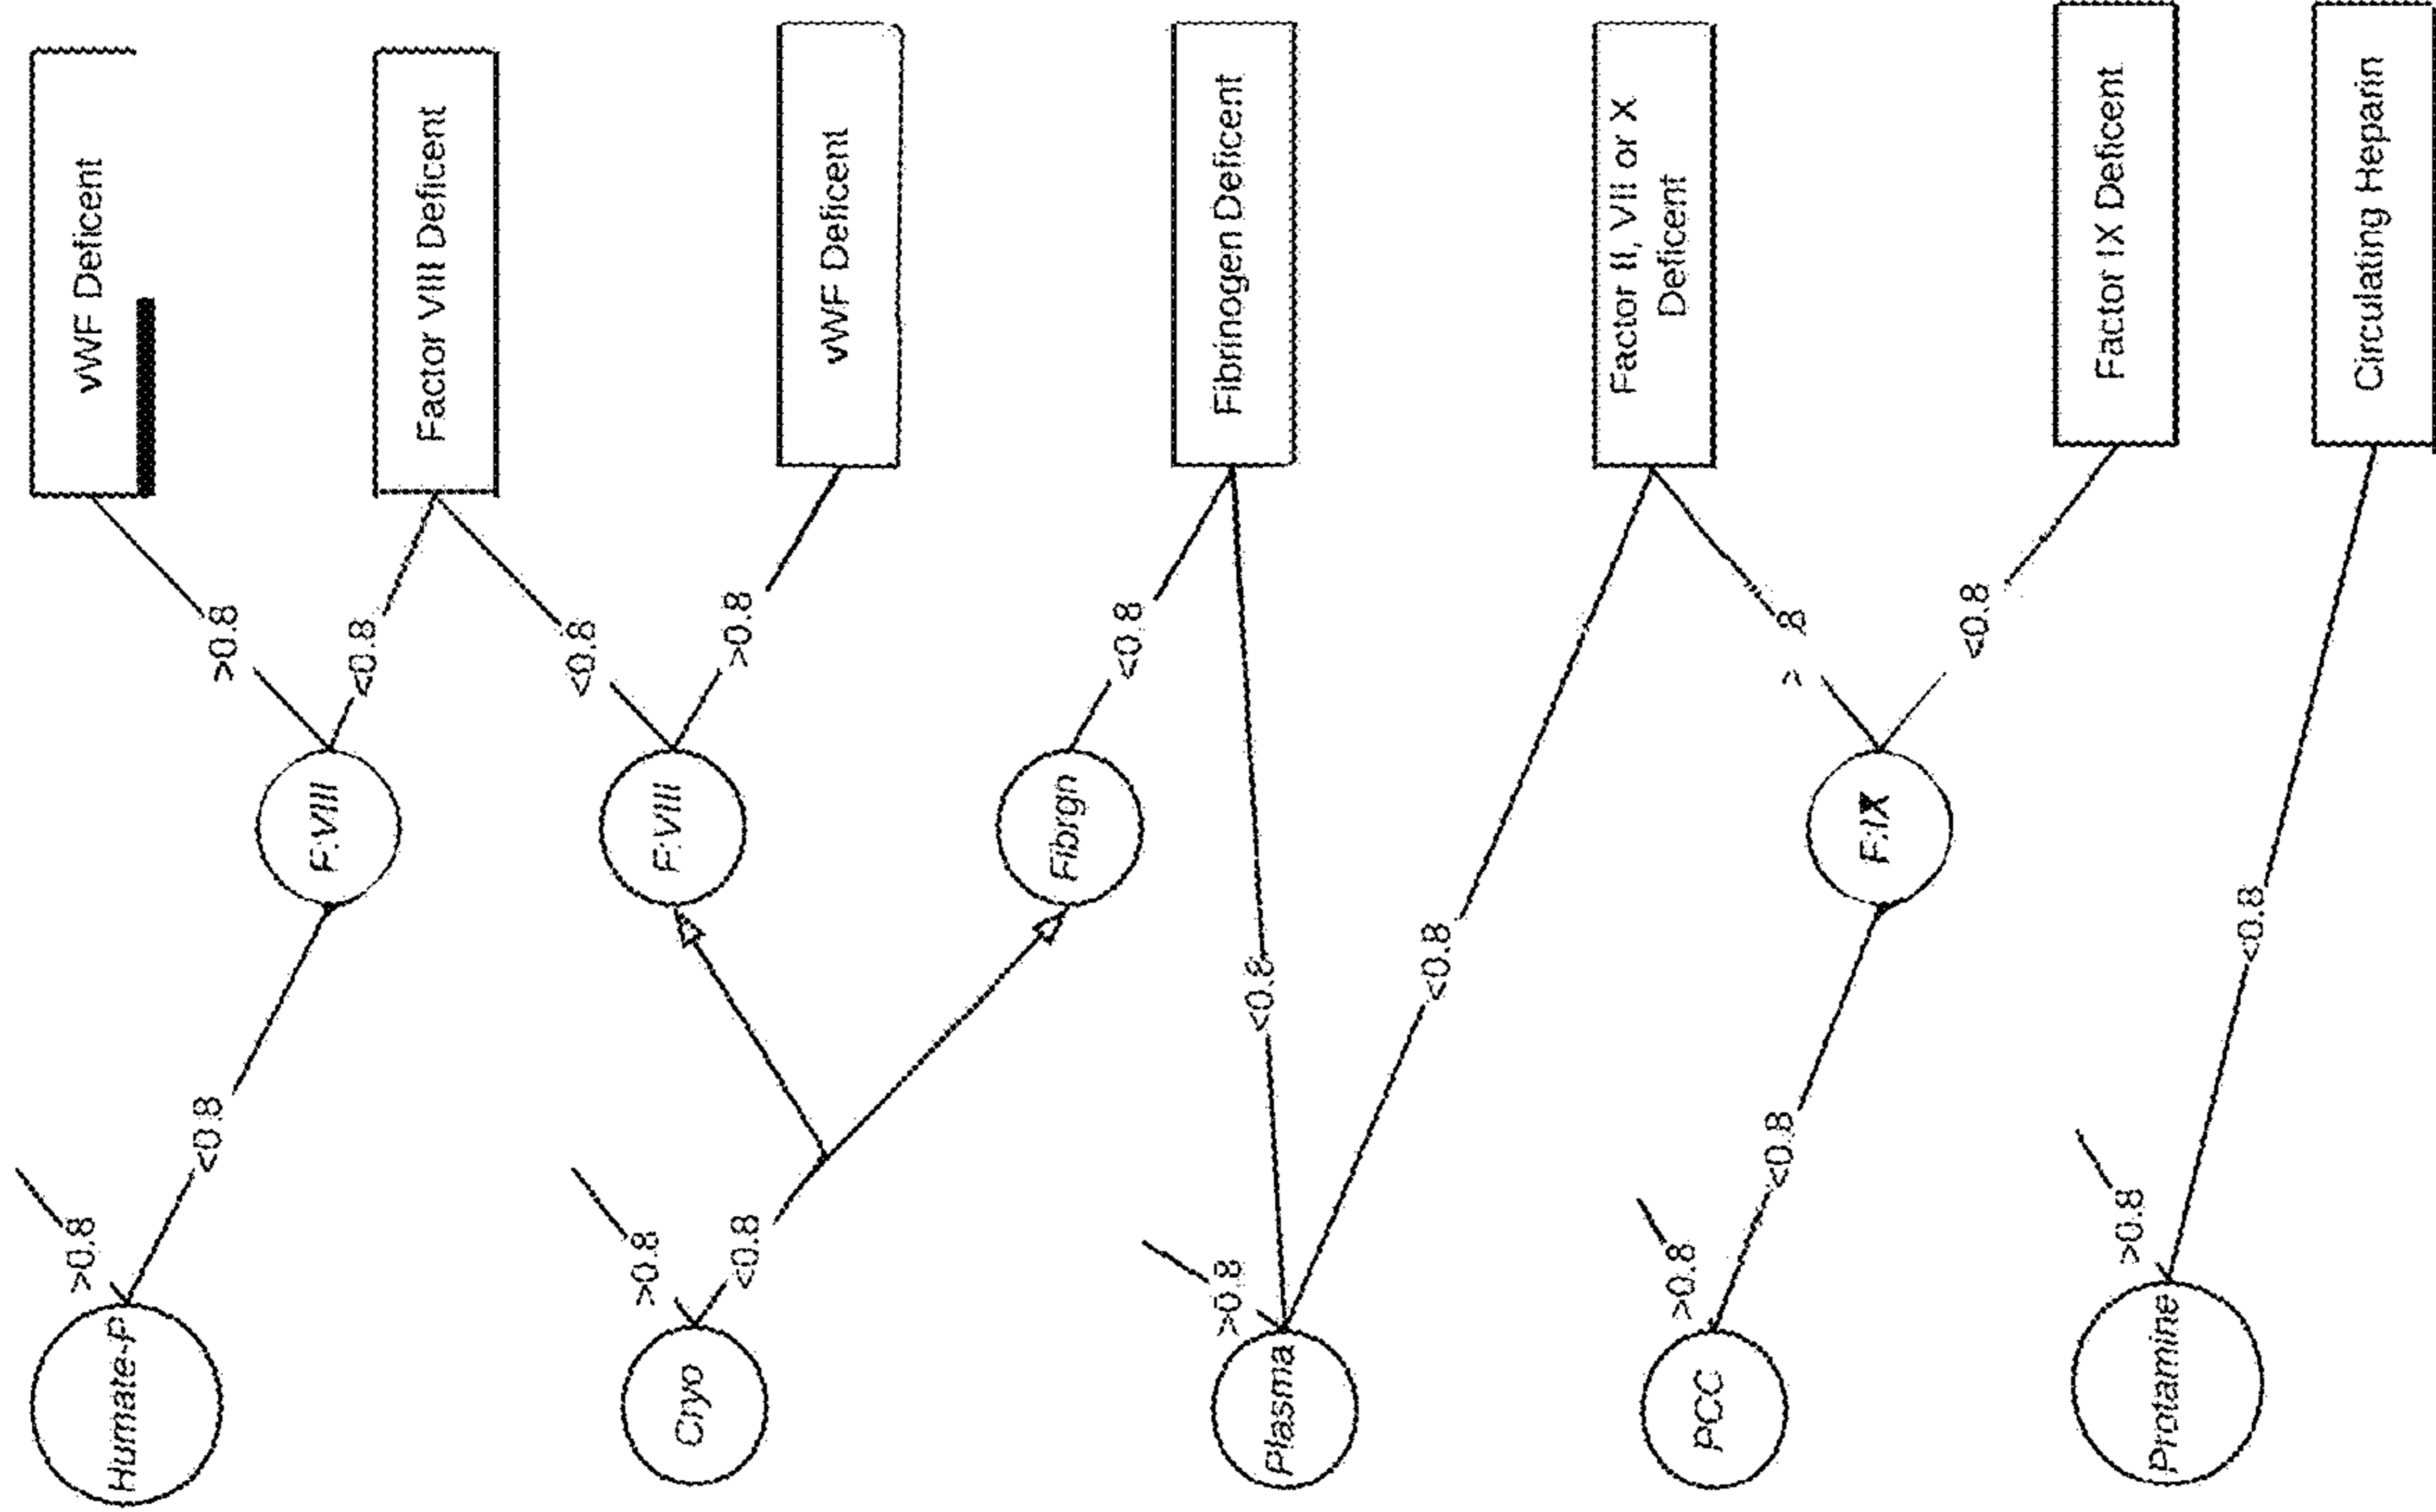 vWF Deficent
Factor VIII Deficent
vWF Deficent
Fibrinogen Deficent
Factor II, VII or X
Deficent
Factor IX Deficent
Circulating Heparin
>0.8
<0.8
<0.8
>0.8
<0.8
> .8
<0.8
F:VIII
F:VIII
Fibrgn
F:IX
<0.8
<0.8
<0.8
>0.8
<0.8
>0.8
<0.8
>0.8
>0.8
<0.8
>0.8
Humate-P
Cryo
Plasma
PCC
Protamine
<0.8